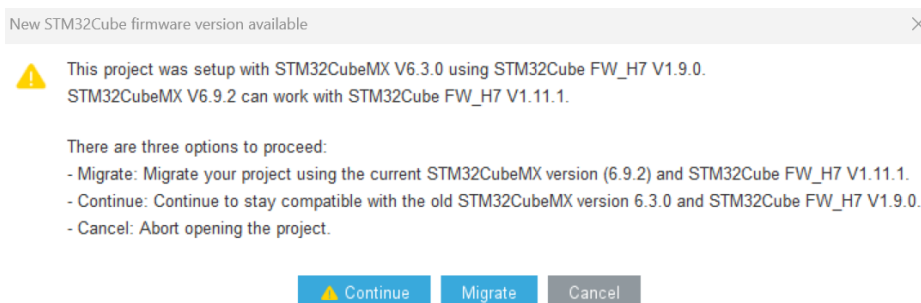 New STM32Cube firmware version available
This project was setup with STM32CubeMX V6.3.0 using STM32Cube FW_H7 V1.9.0.
STM32CubeMX V6.9.2 can work with STM32Cube FW_H7 V1.11.1.
There are three options to proceed:
- Migrate: Migrate your project using the current STM32CubeMX version (6.9.2) and STM32Cube FW_H7 V1.11.1.
- Continue: Continue to stay compatible with the old STM32CubeMX version 6.3.0 and STM32Cube FW_H7 V1.9.0.
- Cancel: Abort opening the project.
Continue Migrate Cancel